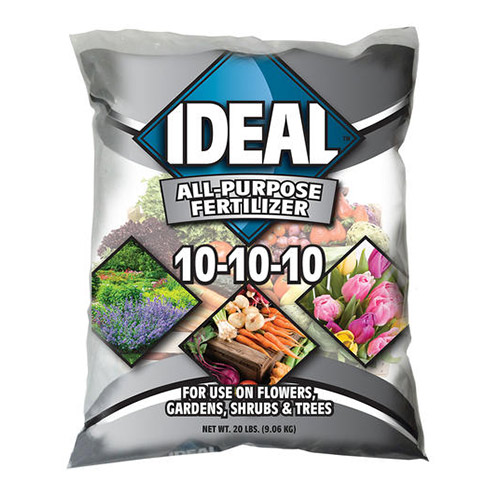 IDEAL™
ALL-PURPOSE
FERTILIZER
10-10-10
FOR USE ON FLOWERS,
GARDENS, SHRUBS & TREES
NET WT. 20 LBS. (9.06 KG)
IDEAL